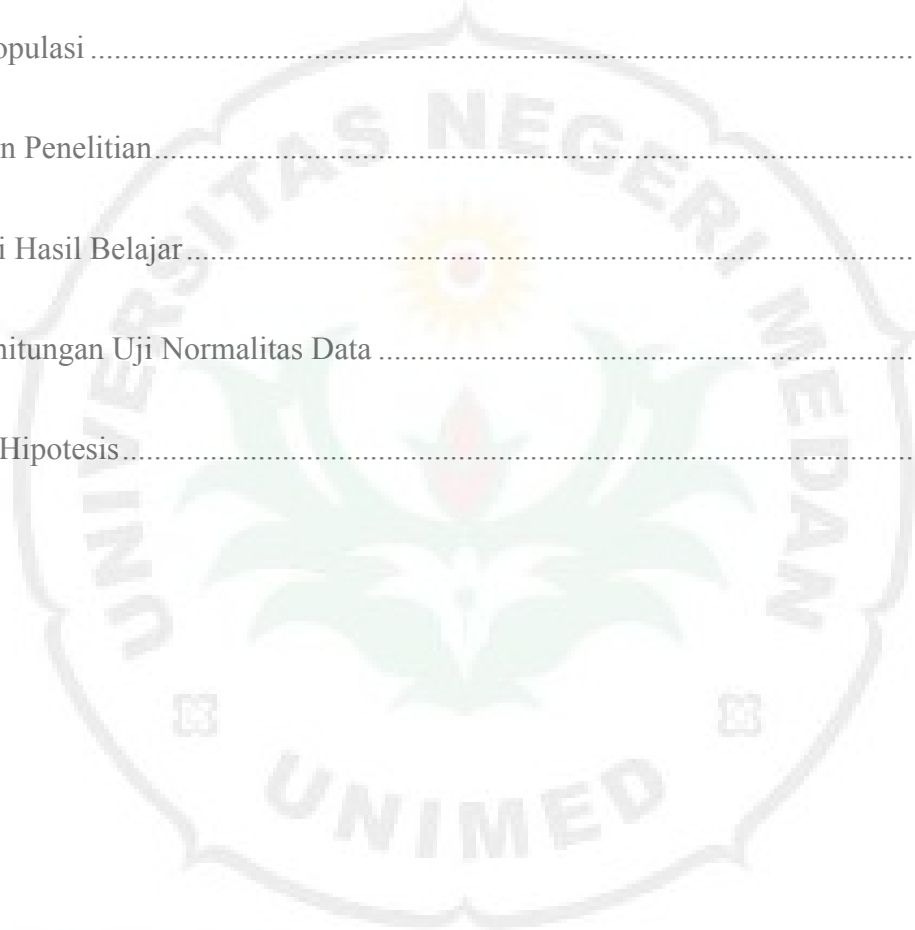 opulasi ........................................................................................................
n Penelitian................................................................................................
i Hasil Belajar ............................................................................................
hitungan Uji Normalitas Data ....................................................................
Hipotesis....................................................................................................
UNIVERSITAS NEGERI MEDAN
UNIMED